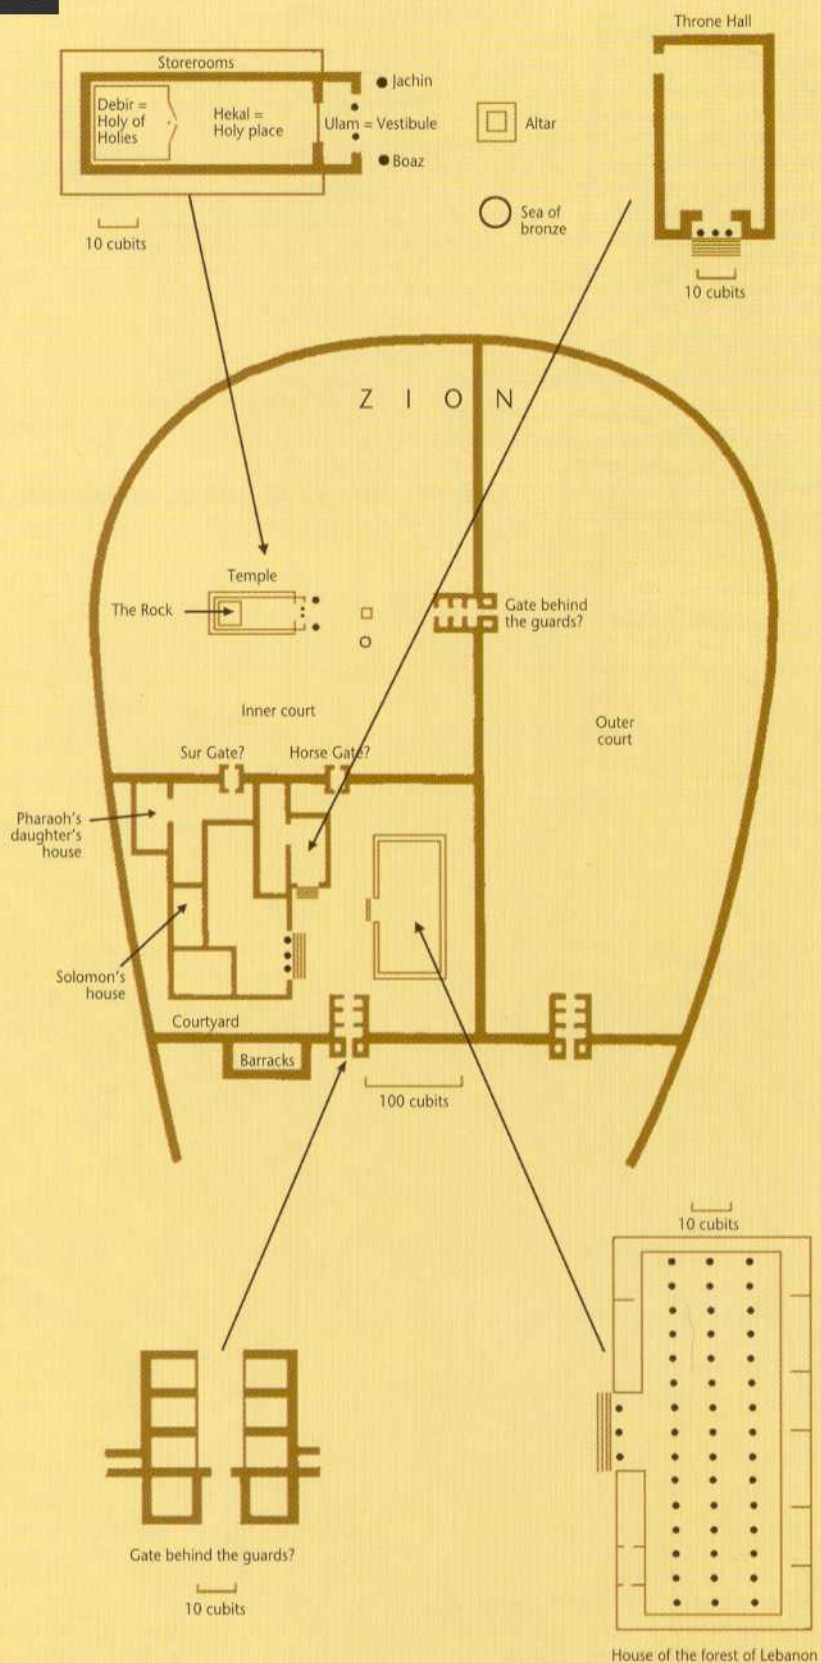 Throne Hall
Storerooms
Jachin
Debir =
Holy of
Holies
Hekal =
Holy place
Ulam = Vestibule
Altar
Boaz
Sea of
bronze
10 cubits
10 cubits
Z I O N
Temple
The Rock
Gate behind
the guards?
Inner court
Outer
court
Sur Gate?
Horse Gate?
Pharaoh's
daughter's
house
Solomon's
house
Courtyard
Barracks
100 cubits
10 cubits
Gate behind the guards?
10 cubits
House of the forest of Lebanon